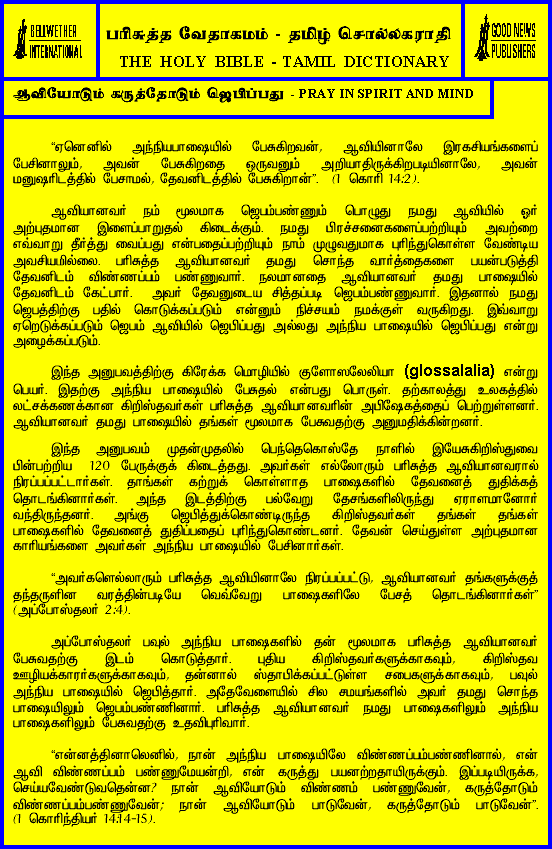 BELLWETHER
INTERNATIONAL
பரிசுத்த வேதாகமம் - தமிழ் சொல்லகராதி
THE HOLY BIBLE - TAMIL DICTIONARY
GOOD NEWS
PUBLISHERS
ஆவியோடும் கருத்தோடும் ஜெபிப்பது - PRAY IN SPIRIT AND MIND
“ஏனெனில் அந்நியபாஷையில் பேசுகிறவன், ஆவியினாலே இரகசியங்களைப்
பேசினாலும், அவன் பேசுகிறதை ஒருவனும் அறியாதிருக்கிறபடியினாலே, அவன்
மனுஷரிடத்தில் பேசாமல், தேவனிடத்தில் பேசுகிறான்”. (1 கொரி 14:2).
ஆவியானவர் நம் மூலமாக ஜெபம்பண்ணும் பொழுது நமது ஆவியில் ஓர்
அற்புதமான இளைப்பாறுதல் கிடைக்கும். நமது பிரச்சனைகளைப்பற்றியும் அவற்றை
எவ்வாறு தீர்த்து வைப்பது என்பதைப்பற்றியும் நாம் முழுவதுமாக புரிந்துகொள்ள வேண்டிய
அவசியமில்லை. பரிசுத்த ஆவியானவர் தமது சொந்த வார்த்தைகளை பயன்படுத்தி
தேவனிடம் விண்ணப்பம் பண்ணுவார். நலமானதை ஆவியானவர் தமது பாஷையில்
தேவனிடம் கேட்பார். அவர் தேவனுடைய சித்தப்படி ஜெபம்பண்ணுவார். இதனால் நமது
ஜெபத்திற்கு பதில் கொடுக்கப்படும் என்னும் நிச்சயம் நமக்குள் வருகிறது. இவ்வாறு
ஏறெடுக்கப்படும் ஜெபம் ஆவியில் ஜெபிப்பது அல்லது அந்நிய பாஷையில் ஜெபிப்பது என்று
அழைக்கப்படும்.
இந்த அனுபவத்திற்கு கிரேக்க மொழியில் குளோஸலேலியா (glossalalia) என்று
பெயர். இதற்கு அந்நிய பாஷையில் பேசுதல் என்பது பொருள். தற்காலத்து உலகத்தில்
லட்சக்கணக்கான கிறிஸ்தவர்கள் பரிசுத்த ஆவியானவரின் அபிஷேகத்தைப் பெற்றுள்ளனர்.
ஆவியானவர் தமது பாஷையில் தங்கள் மூலமாக பேசுவதற்கு அனுமதிக்கின்றனர்.
இந்த அனுபவம் முதன்முதலில் பெந்தெகொஸ்தே நாளில் இயேசுகிறிஸ்துவை
பின்பற்றிய 120 பேருக்குக் கிடைத்தது. அவர்கள் எல்லோரும் பரிசுத்த ஆவியானவரால்
நிரப்பப்பட்டார்கள். தாங்கள் கற்றுக் கொள்ளாத பாஷைகளில் தேவனைத் துதிக்கத்
தொடங்கினார்கள். அந்த இடத்திற்கு பல்வேறு தேசங்களிலிருந்து ஏராளமானோர்
வந்திருந்தனர். அங்கு ஜெபித்துக்கொண்டிருந்த கிறிஸ்தவர்கள் தங்கள் தங்கள்
பாஷைகளில் தேவனைத் துதிப்பதைப் புரிந்துகொண்டனர். தேவன் செய்துள்ள அற்புதமான
காரியங்களை அவர்கள் அந்நிய பாஷையில் பேசினார்கள்.
“அவர்களெல்லாரும் பரிசுத்த ஆவியினாலே நிரப்பப்பட்டு, ஆவியானவர் தங்களுக்குத்
தந்தருளின வரத்தின்படியே வெவ்வேறு பாஷைகளிலே பேசத் தொடங்கினார்கள்”
(அப்போஸ்தலர் 2:4).
அப்போஸ்தலர் பவுல் அந்நிய பாஷைகளில் தன் மூலமாக பரிசுத்த ஆவியானவர்
பேசுவதற்கு இடம் கொடுத்தார். புதிய கிறிஸ்தவர்களுக்காகவும், கிறிஸ்தவ
ஊழியக்காரர்களுக்காகவும், தன்னால் ஸ்தாபிக்கப்பட்டுள்ள சபைகளுக்காகவும், பவுல்
அந்நிய பாஷையில் ஜெபித்தார். அதேவேளையில் சில சமயங்களில் அவர் தமது சொந்த
பாஷையிலும் ஜெபம்பண்ணினார். பரிசுத்த ஆவியானவர் நமது பாஷைகளிலும் அந்நிய
பாஷைகளிலும் பேசுவதற்கு உதவிபுரிவார்.
“என்னத்தினாலெனில், நான் அந்நிய பாஷையிலே விண்ணப்பம்பண்ணினால், என்
ஆவி விண்ணப்பம் பண்ணுமேயன்றி, என் கருத்து பயனற்றதாயிருக்கும். இப்படியிருக்க,
செய்யவேண்டுவதென்ன? நான் ஆவியோடும் விண்ணம் பண்ணுவேன், கருத்தோடும்
விண்ணப்பம்பண்ணுவேன்; நான் ஆவியோடும் பாடுவேன், கருத்தோடும் பாடுவேன்”.
(1 கொரிந்தியர் 14:14-15).